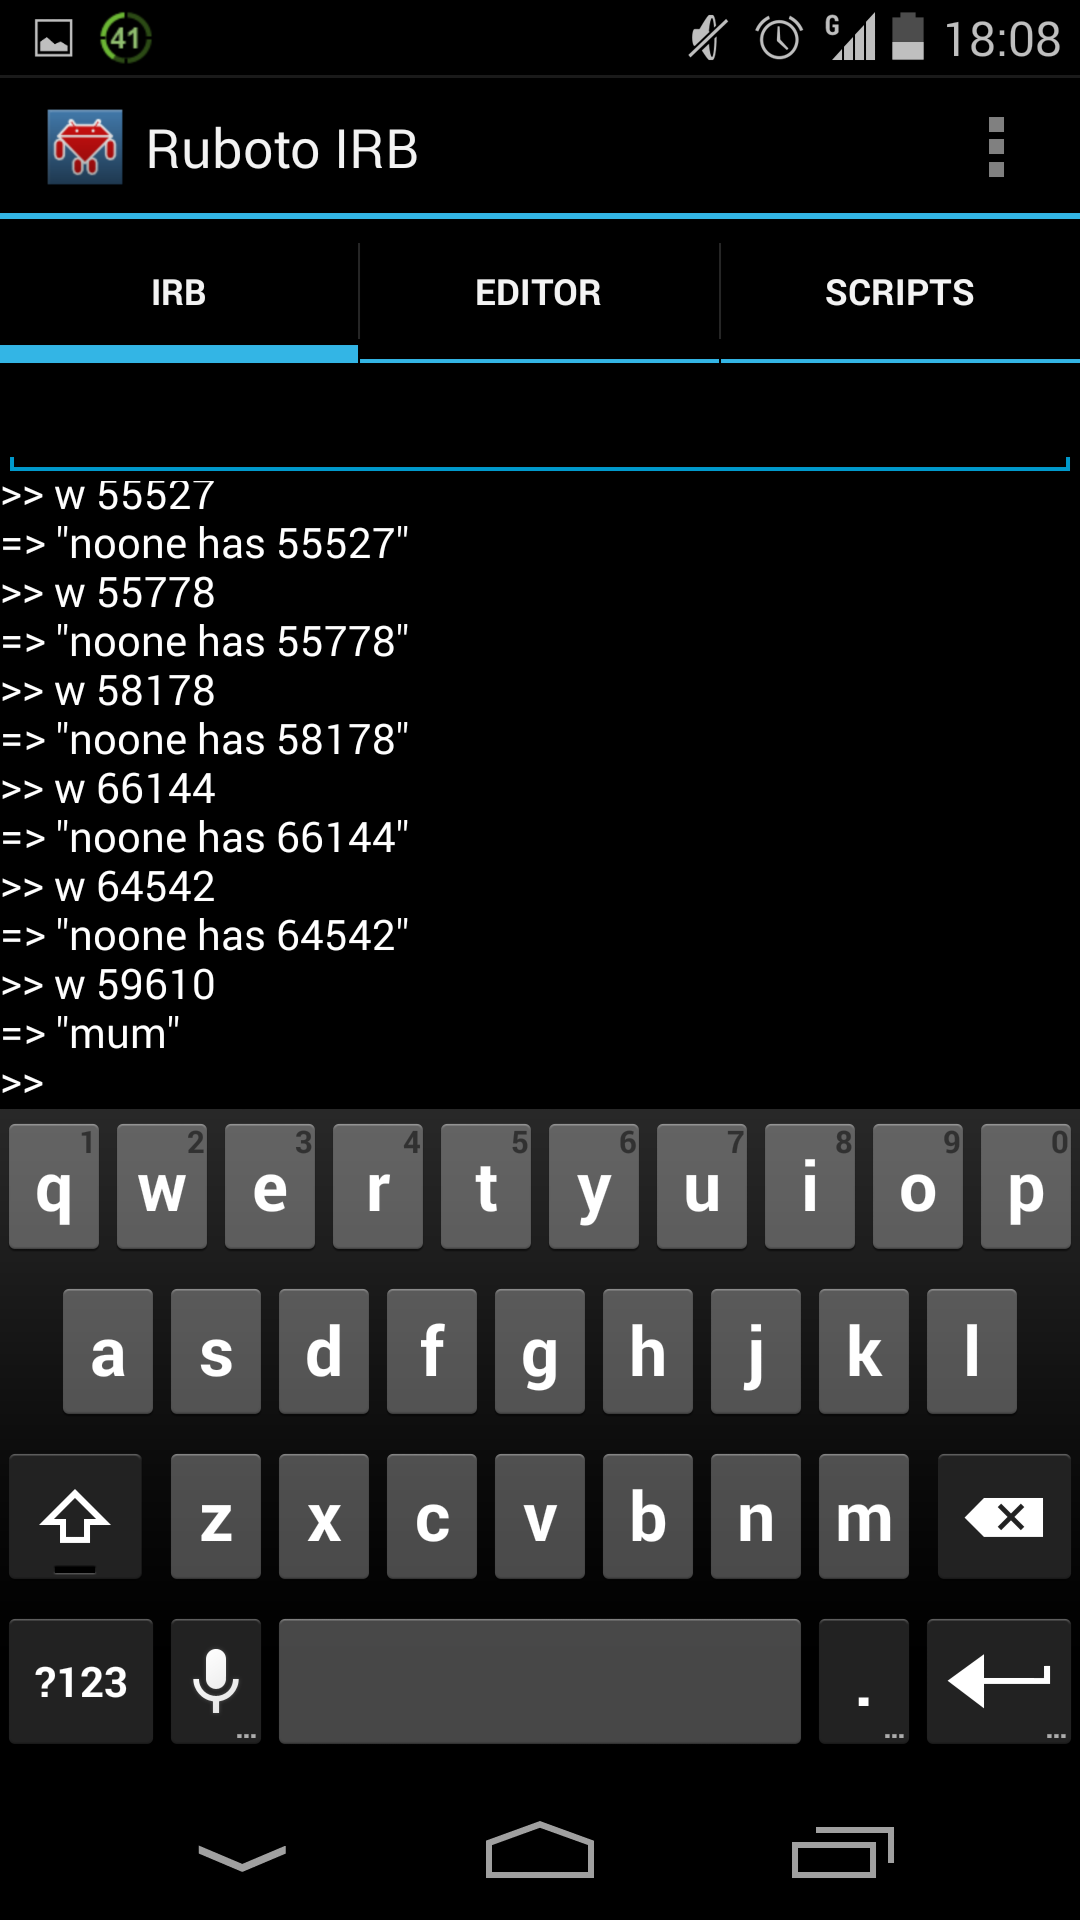 41 G 18:08
Ruboto IRB
IRB EDITOR SCRIPTS
>> w 55527
=> "noone has 55527"
>> w 55778
=> "noone has 55778"
>> w 58178
=> "noone has 58178"
>> w 66144
=> "noone has 66144"
>> w 64542
=> "noone has 64542"
>> w 59610
=> "mum"
>>
1 2 3 4 5 6 7 8 9 0
q w e r t y u i o p
a s d f g h j k l
z x c v b n m
?123 . 
... ... ...